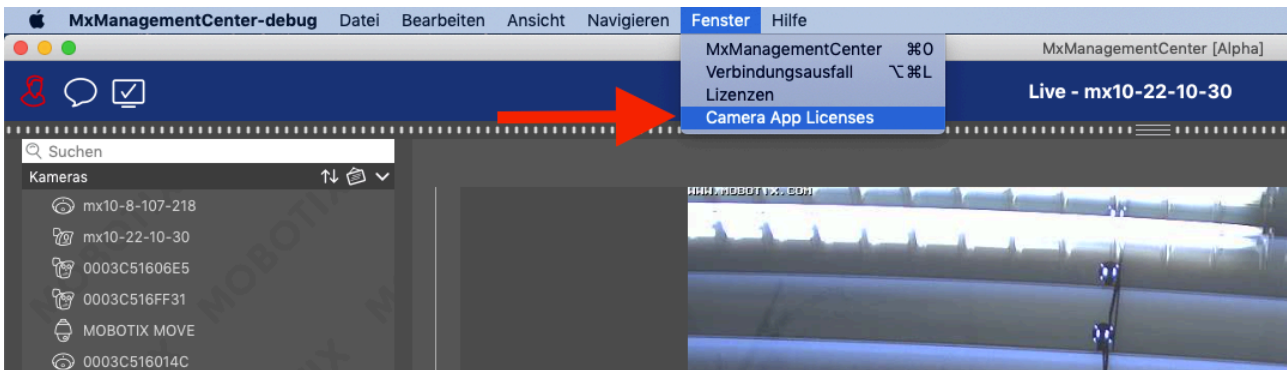 MxManagementCenter-debug Datei Bearbeiten Ansicht Navigieren Fenster Hilfe
MxManagementCenter ⌘O
MxManagementCenter [Alpha]
Verbindungsausfall ⌥⌘L
Lizenzen
Camera App Licenses
Live - mx10-22-10-30
Suchen
Kameras
mx10-8-107-218
mx10-22-10-30
0003C51606E5
0003C516FF31
MOBOTIX MOVE
0003C516014C
WWW.MOBOTIX.COM
MOBOTIX
MOBOTIX